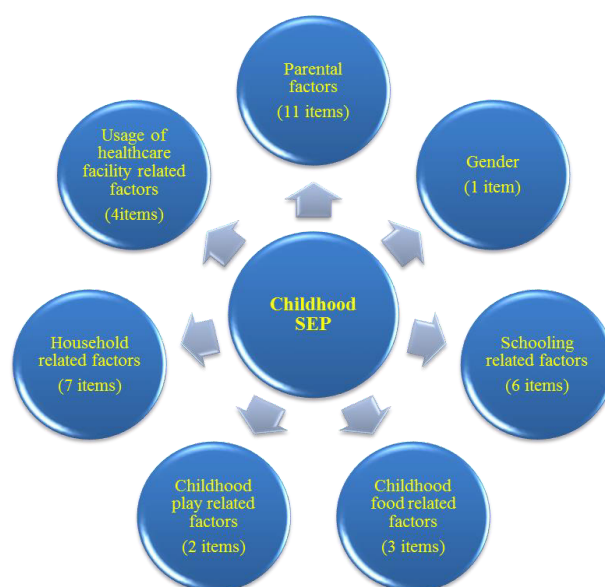 Parental
factors
(11 items)
Usage of
healthcare
facility related
factors
(4items)
Gender
(1 item)
Childhood
SEP
Household
related factors
(7 items)
Schooling
related factors
(6 items)
Childhood
play related
factors
(2 items)
Childhood
food related
factors
(3 items)